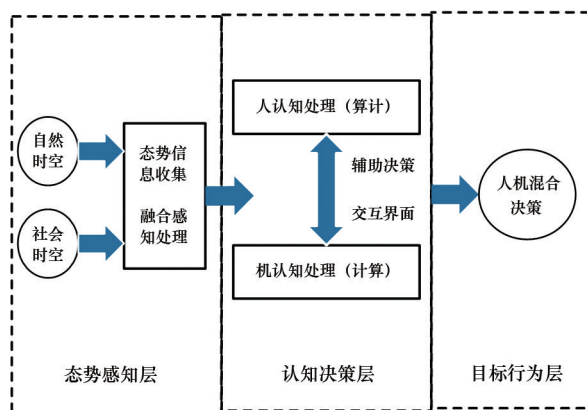 自然
时空
社会
时空
态势信
息收集
融合感
知处理
态势感知层
人认知处理（算计）
辅助决策
交互界面
机认知处理（计算）
认知决策层
人机混合
决策
目标行为层